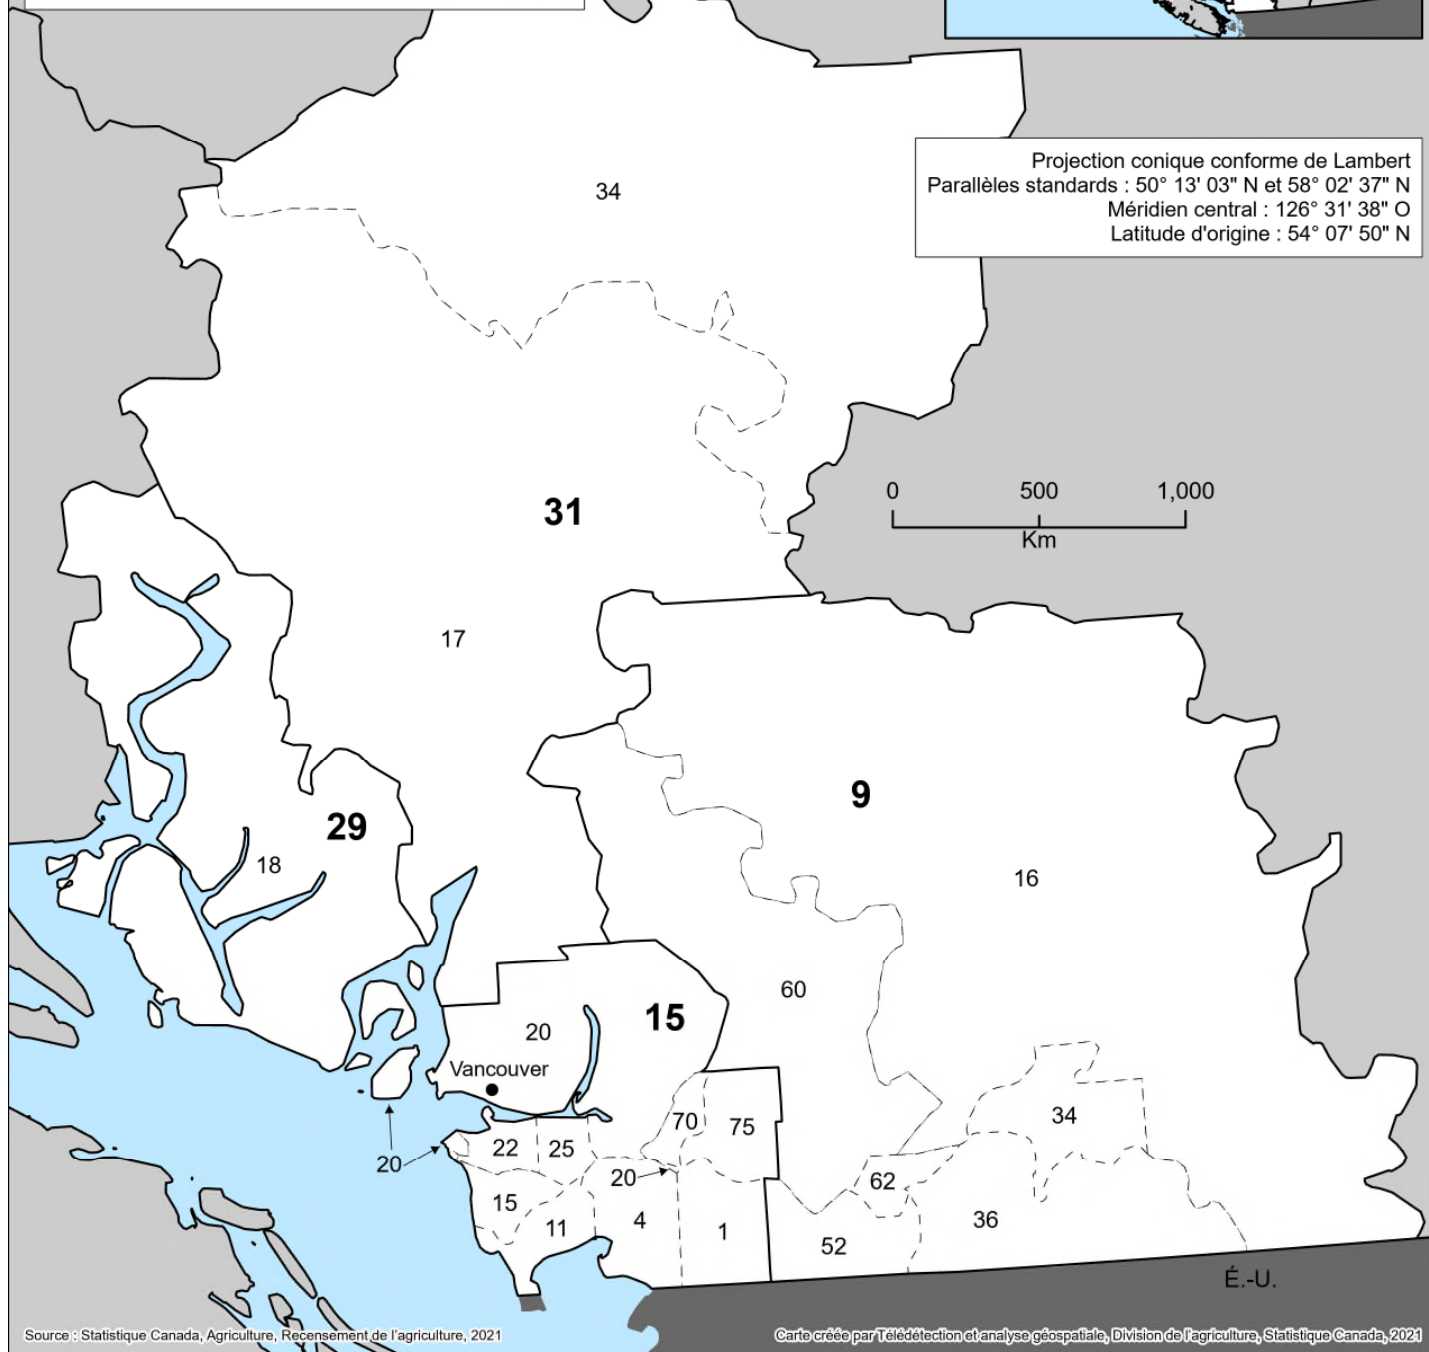 34
Projection conique conforme de Lambert
Parallèles standards : 50° 13' 03" N et 58° 02' 37" N
Méridien central : 126° 31' 38" O
Latitude d'origine : 54° 07' 50" N
0 500 1,000
Km
31
17
9
29
18
16
60
15
20
Vancouver
70
75
34
22
25
20
20
62
15
11
4
1
36
52
É.-U.
Source : Statistique Canada, Agriculture, Recensement de l'agriculture, 2021
Carte créée par Télédétection et analyse géospatiale, Division de l'agriculture, Statistique Canada, 2021